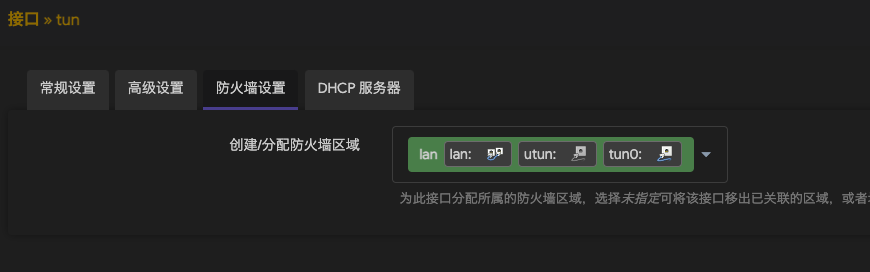 接口 » tun
常规设置 高级设置 防火墙设置 DHCP 服务器
创建/分配防火墙区域 lan lan: utun: tun0:
为此接口分配所属的防火墙区域，选择未指定可将该接口移出已关联的区域，或者